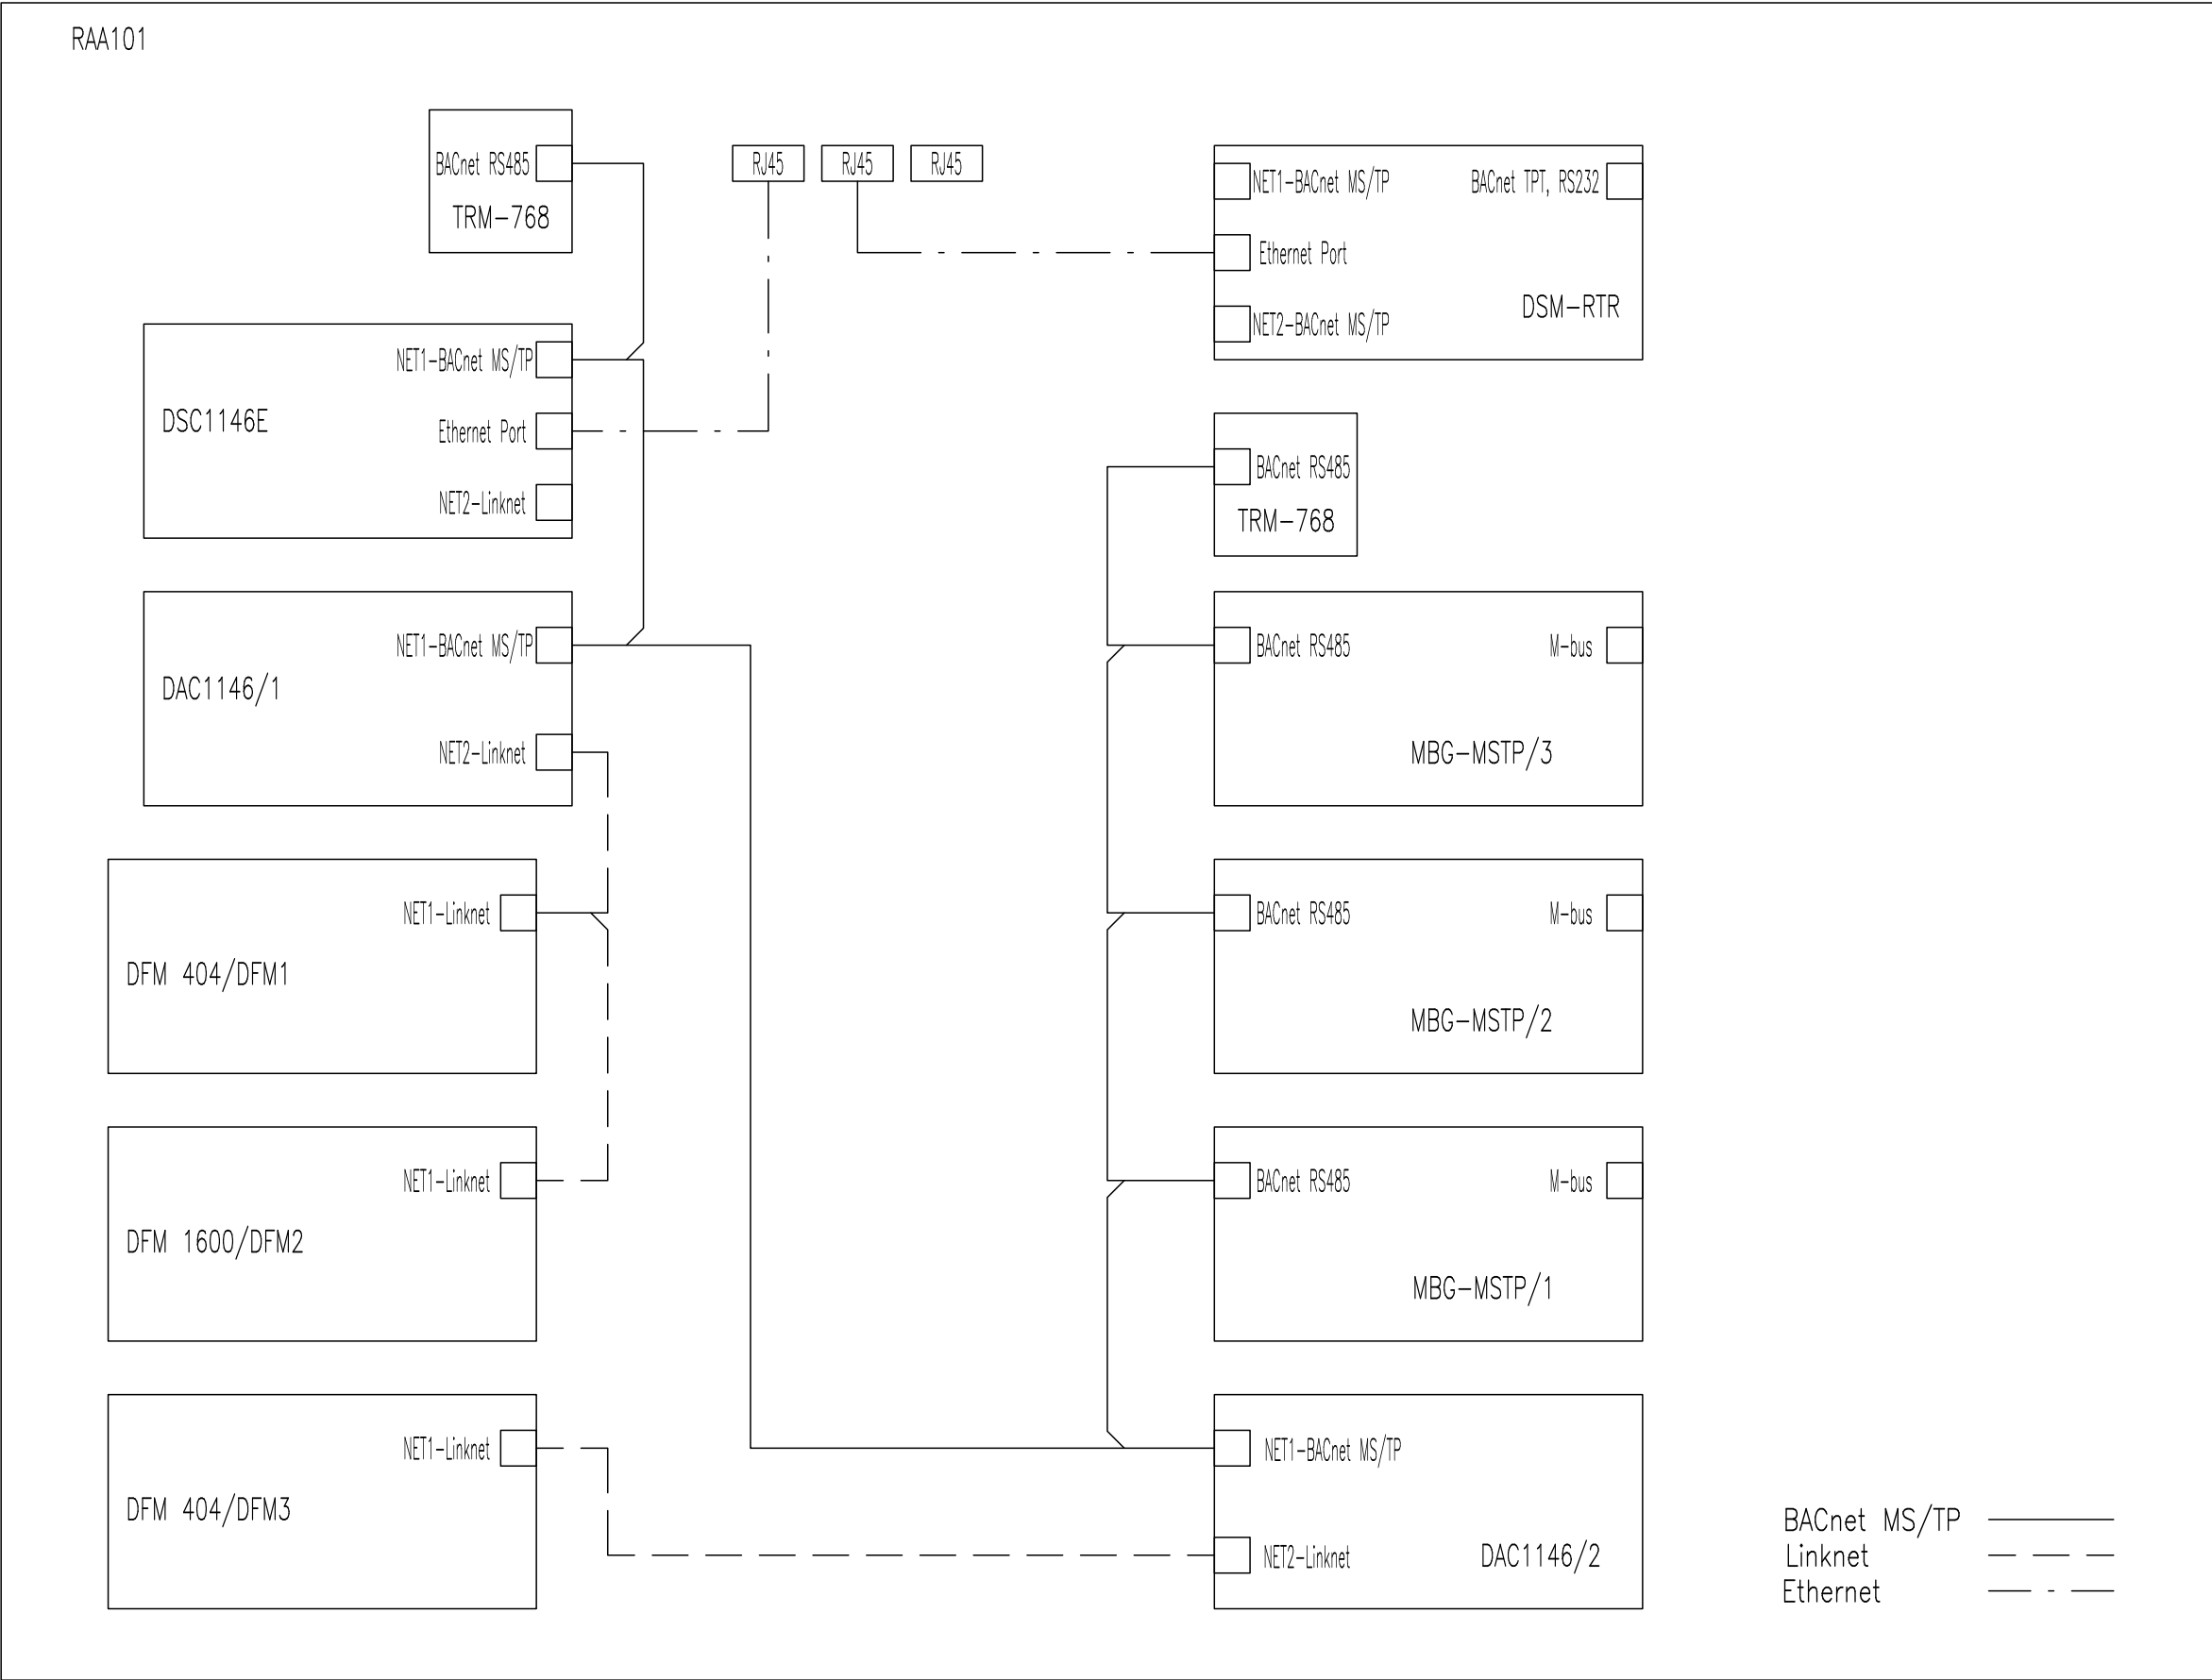 RAA101
BACnet RS485
TRM-768
RJ45
RJ45
RJ45
NET1-BACnet MS/TP
BACnet TPT, RS232
Ethernet Port
NET2-BACnet MS/TP
DSM-RTR
NET1-BACnet MS/TP
DSC1146E
Ethernet Port
NET2-Linknet
BACnet RS485
TRM-768
NET1-BACnet MS/TP
DAC1146/1
NET2-Linknet
BACnet RS485
M-bus
MBG-MSTP/3
NET1-Linknet
DFM 404/DFM1
BACnet RS485
M-bus
MBG-MSTP/2
NET1-Linknet
DFM 1600/DFM2
BACnet RS485
M-bus
MBG-MSTP/1
NET1-Linknet
DFM 404/DFM3
NET1-BACnet MS/TP
NET2-Linknet
DAC1146/2
BACnet MS/TP
Linknet
Ethernet